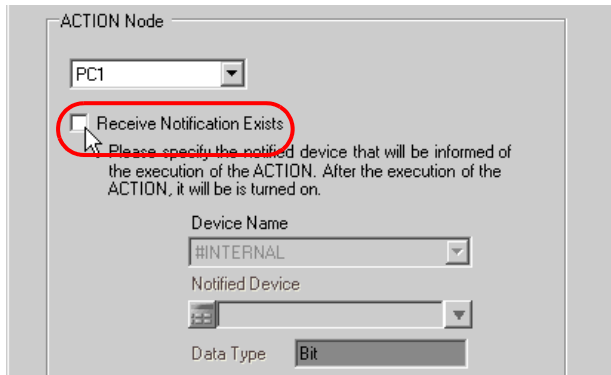 ACTION Node
PC1
Receive Notification Exists
Please specify the notified device that will be informed of
the execution of the ACTION. After the execution of the
ACTION, it will be is turned on.
Device Name
#INTERNAL
Notified Device
Data Type Bit